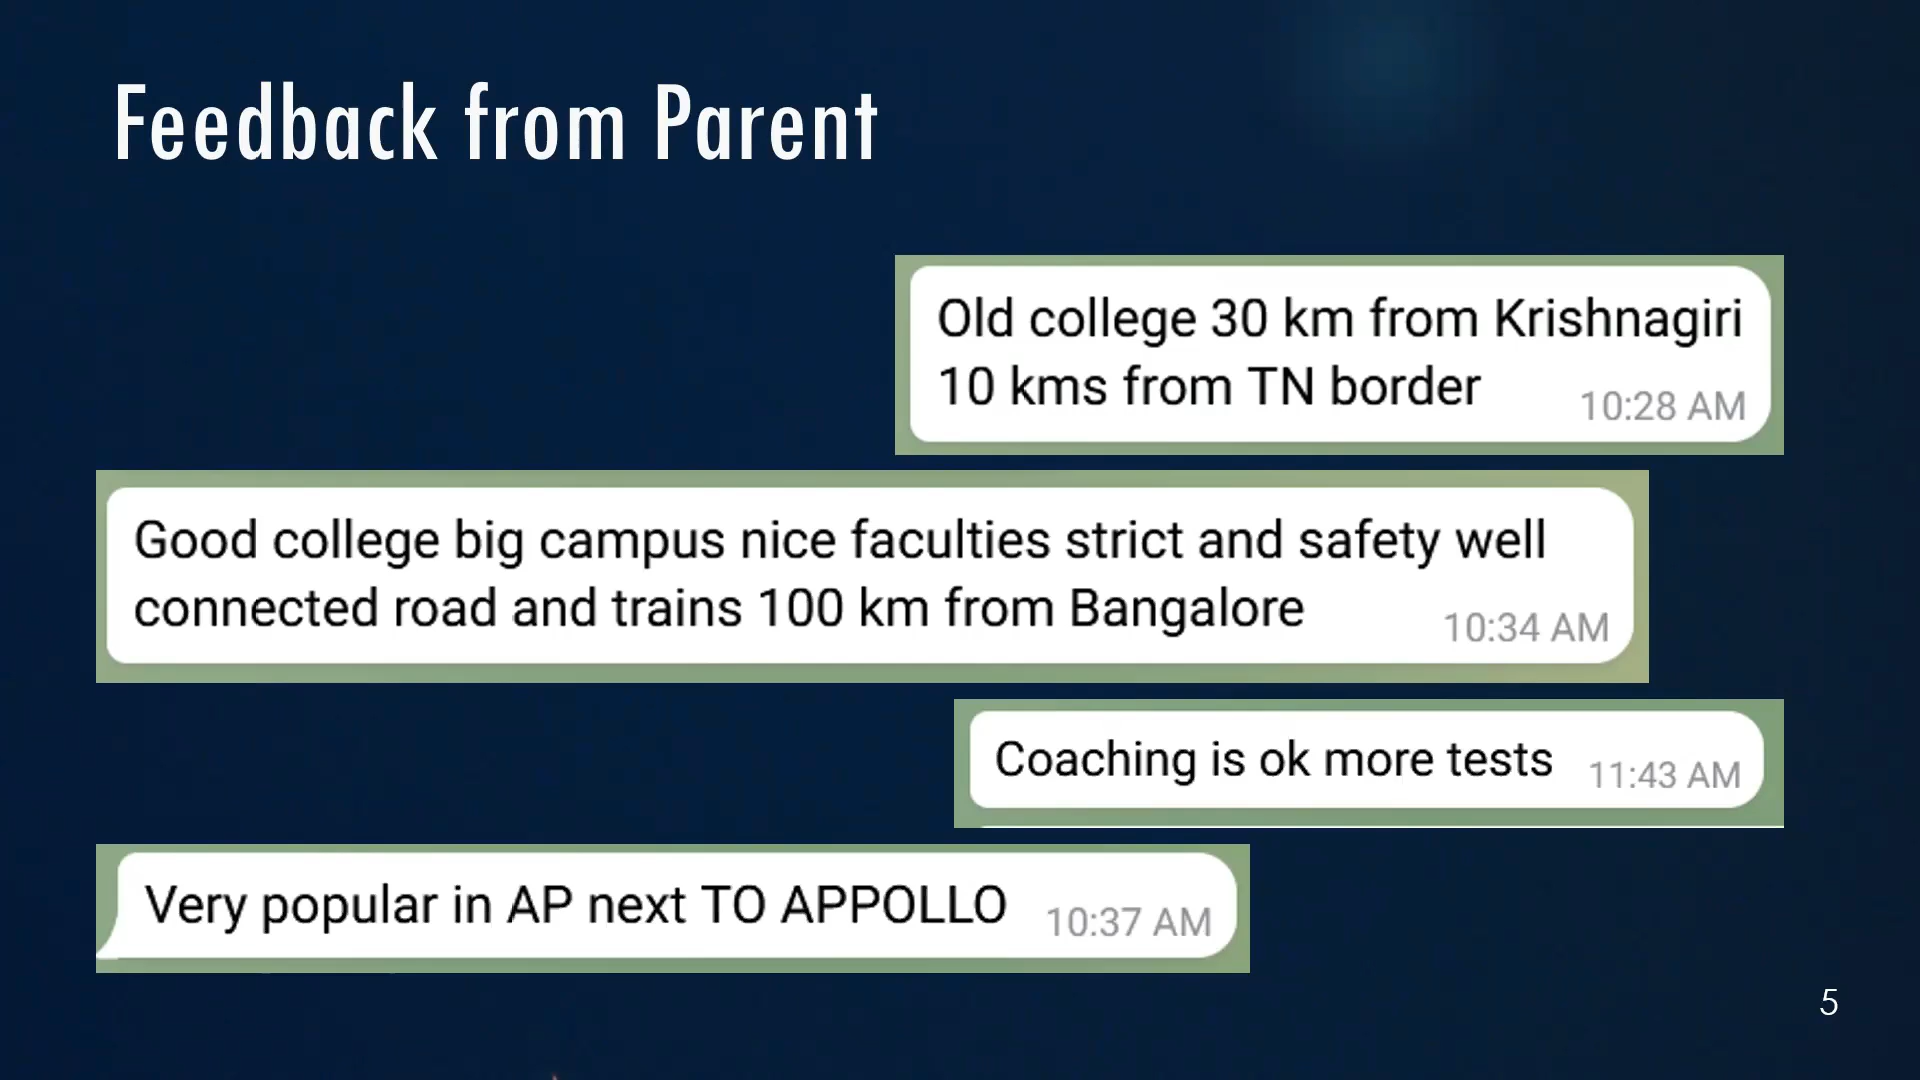 Feedback from Parent
Old college 30 km from Krishnagiri
10 kms from TN border
10:28 AM
Good college big campus nice faculties strict and safety well
connected road and trains 100 km from Bangalore
10:34 AM
Coaching is ok more tests
11:43 AM
Very popular in AP next TO APPOLLO
10:37 AM
5